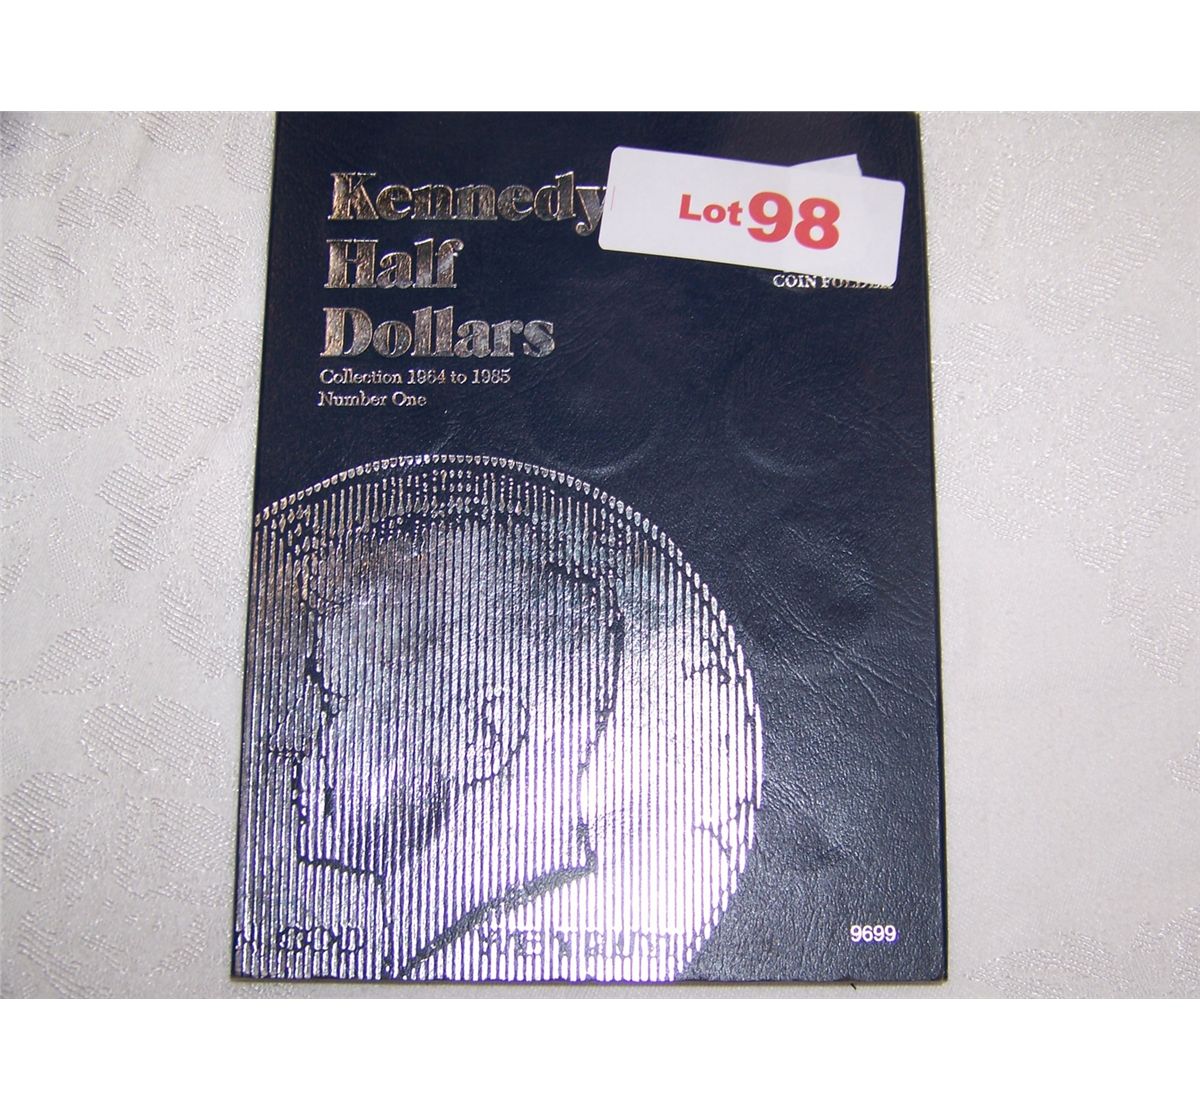 Kennedy
Half
Dollars
Collection 1964 to 1985
Number One
Lot 98
COIN FOLDER
9699